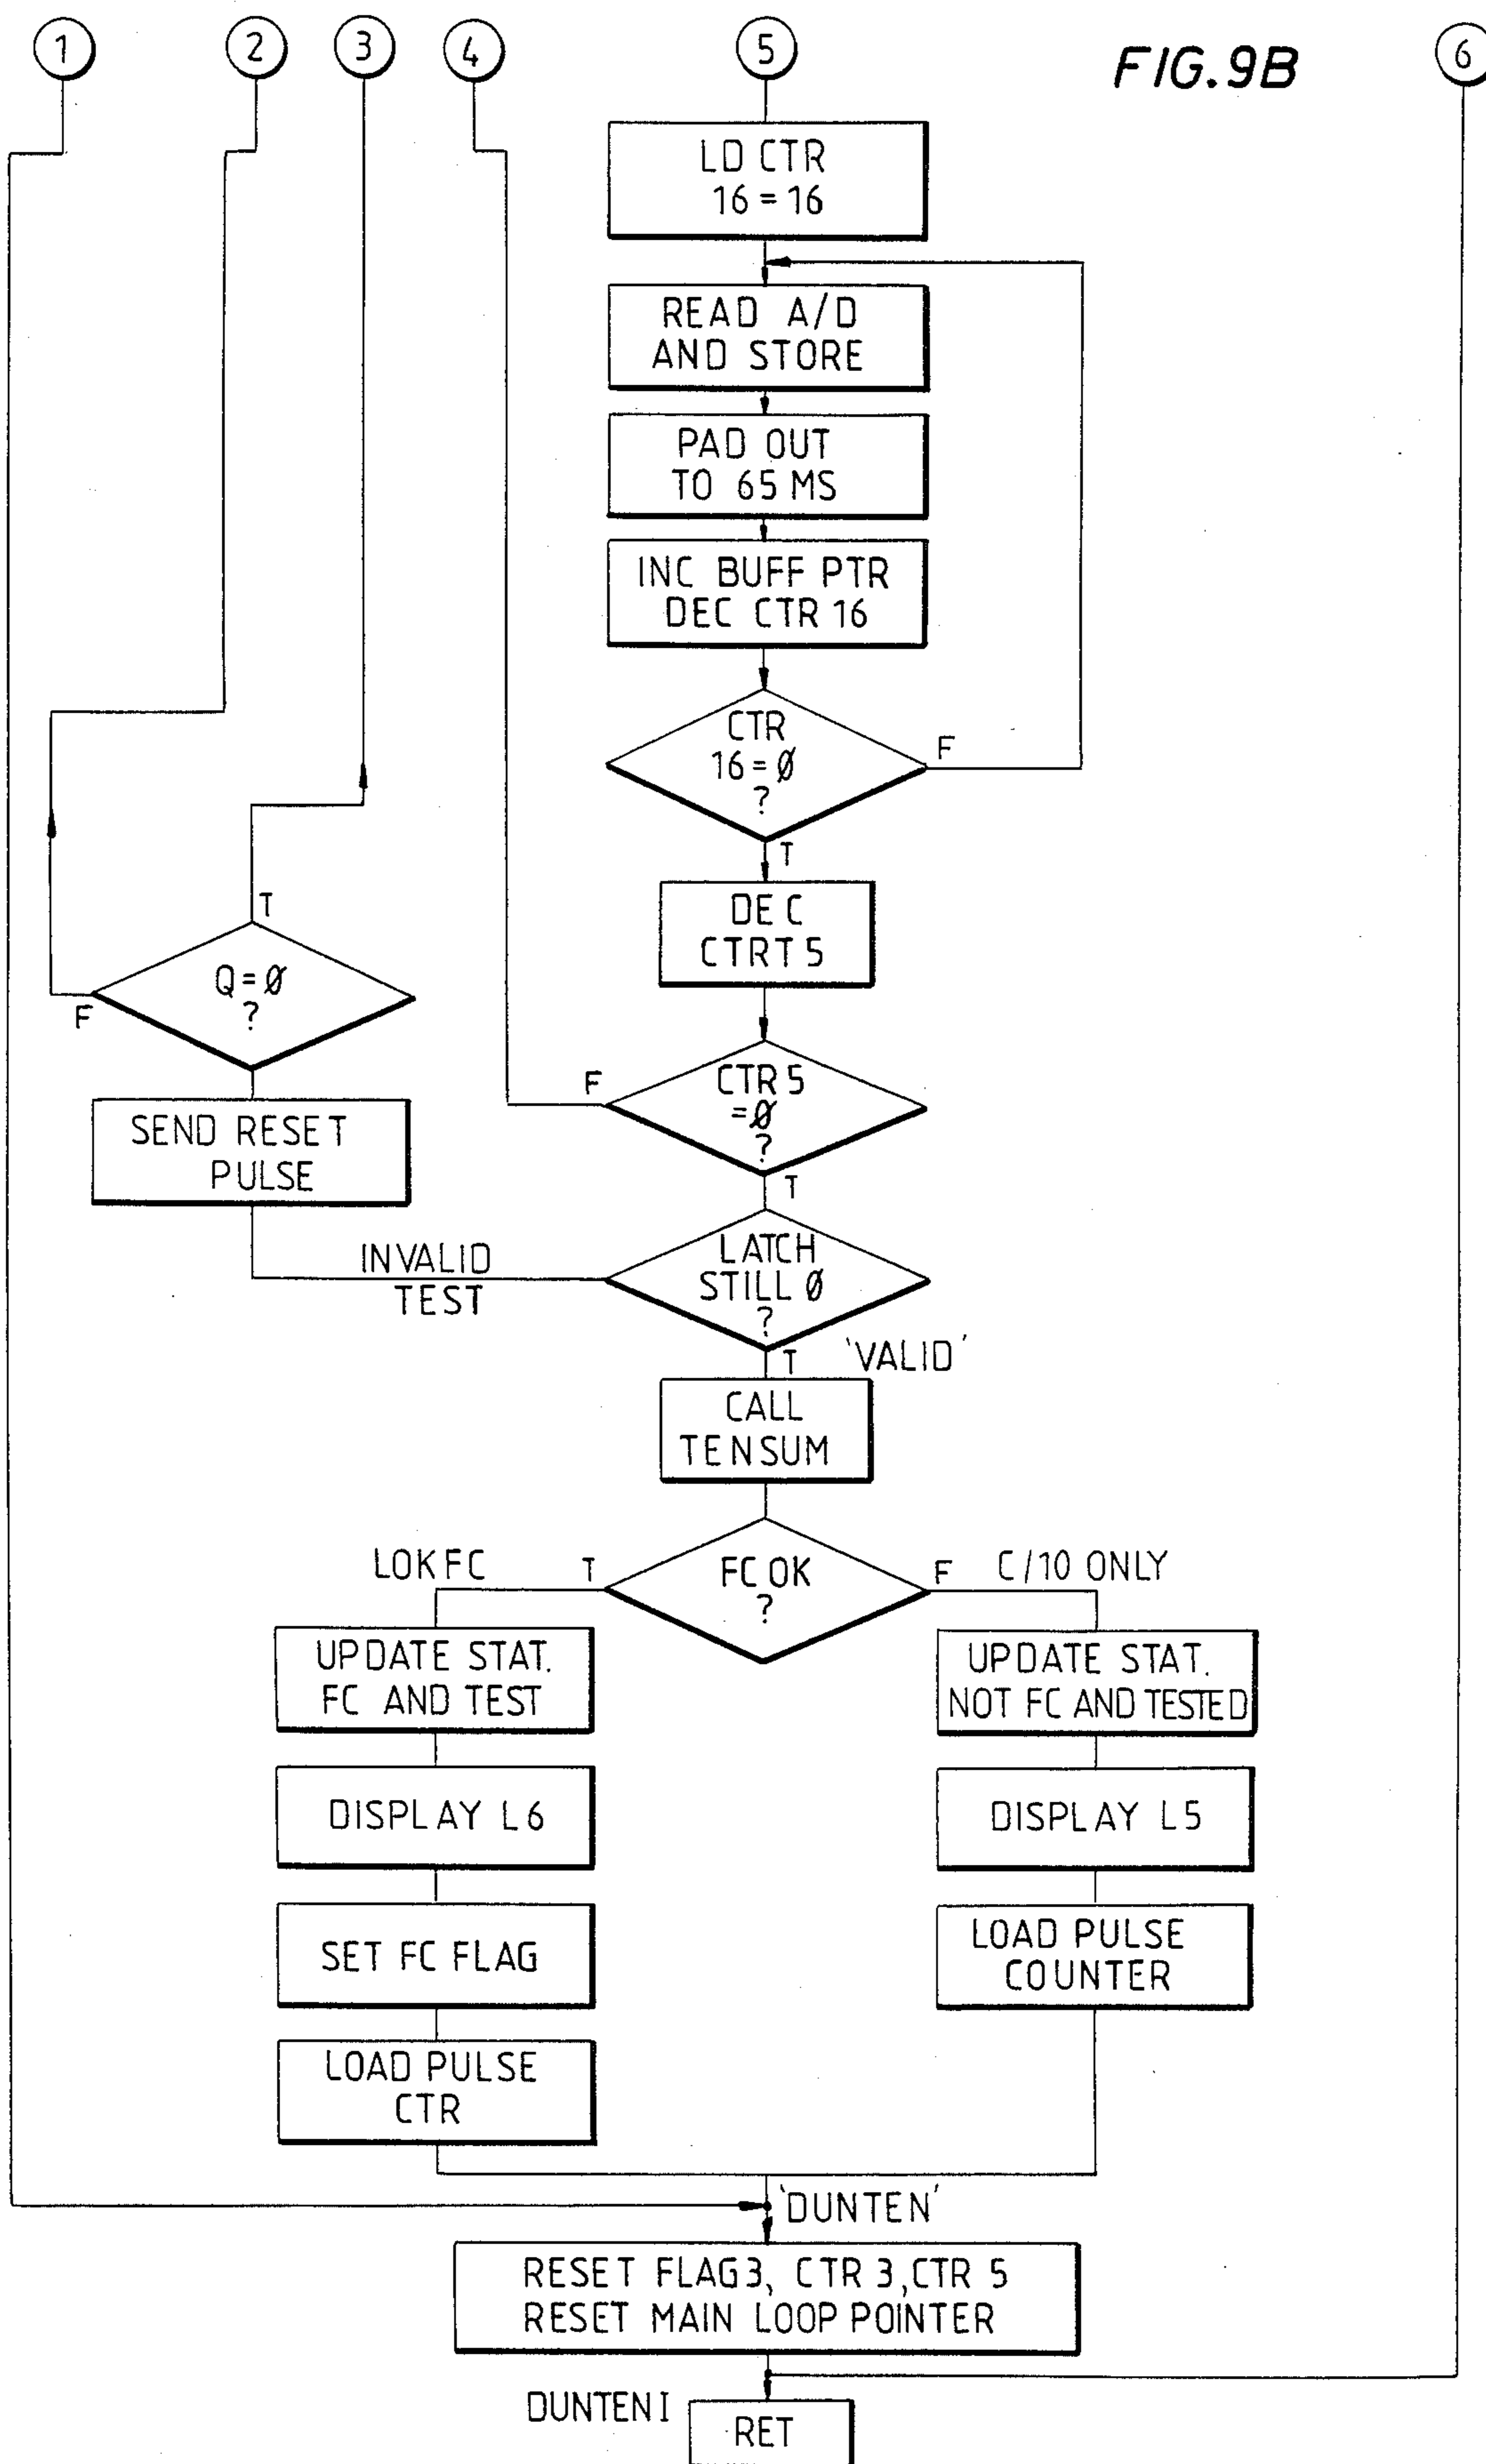 1 2 3 4 5 6
FIG.9B
LD CTR
16 = 16
READ A/D
AND STORE
PAD OUT
TO 65 MS
INC BUFF PTR
DEC CTR 16
CTR
16 = Ø
?
F
T
DEC
CTRT 5
T
Q = Ø
?
F
CTR 5
= Ø
?
F
T
SEND RESET
PULSE
INVALID
TEST
LATCH
STILL Ø
?
T 'VALID'
CALL
TENSUM
LOKFC T
FC OK
?
F C/10 ONLY
UPDATE STAT.
FC AND TEST
UPDATE STAT.
NOT FC AND TESTED
DISPLAY L6
DISPLAY L5
SET FC FLAG
LOAD PULSE
COUNTER
LOAD PULSE
CTR
'DUNTEN'
RESET FLAG3, CTR 3, CTR 5
RESET MAIN LOOP POINTER
DUNTEN I
RET